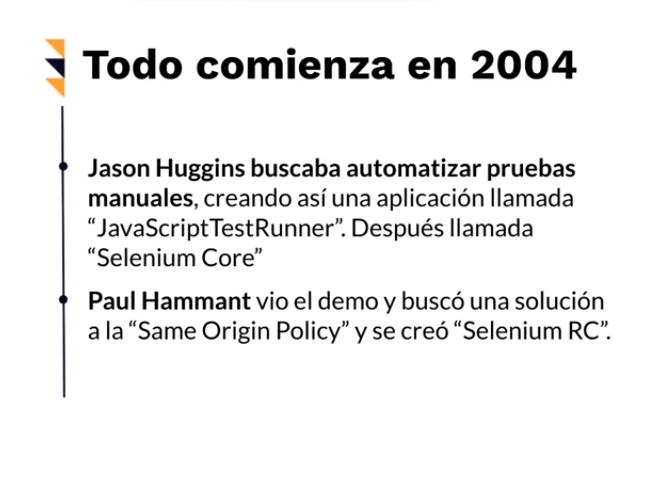 Todo comienza en 2004
Jason Huggins buscaba automatizar pruebas
manuales, creando así una aplicación llamada
“JavaScriptTestRunner”. Después llamada
“Selenium Core”
Paul Hammant vio el demo y buscó una solución
a la “Same Origin Policy” y se creó “Selenium RC”.